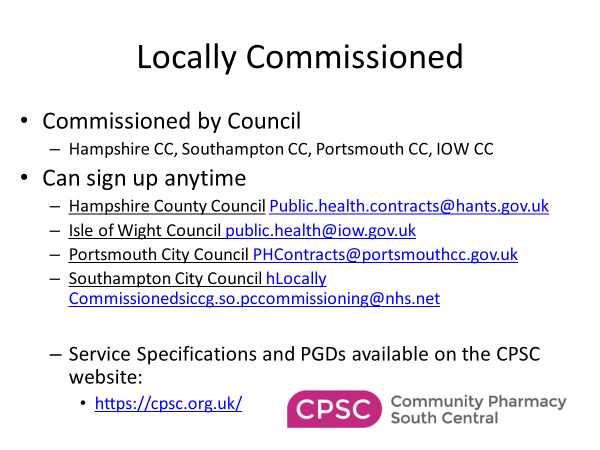 Locally Commissioned
• Commissioned by Council
– Hampshire CC, Southampton CC, Portsmouth CC, IOW CC
• Can sign up anytime
– Hampshire County Council Public.health.contracts@hants.gov.uk
– Isle of Wight Council public.health@iow.gov.uk
– Portsmouth City Council PHContracts@portsmouthcc.gov.uk
– Southampton City Council hLocally
Commissionedsiccg.so.pccommissioning@nhs.net
– Service Specifications and PGDs available on the CPSC
website:
• https://cpsc.org.uk/
CPSC Community Pharmacy
South Central